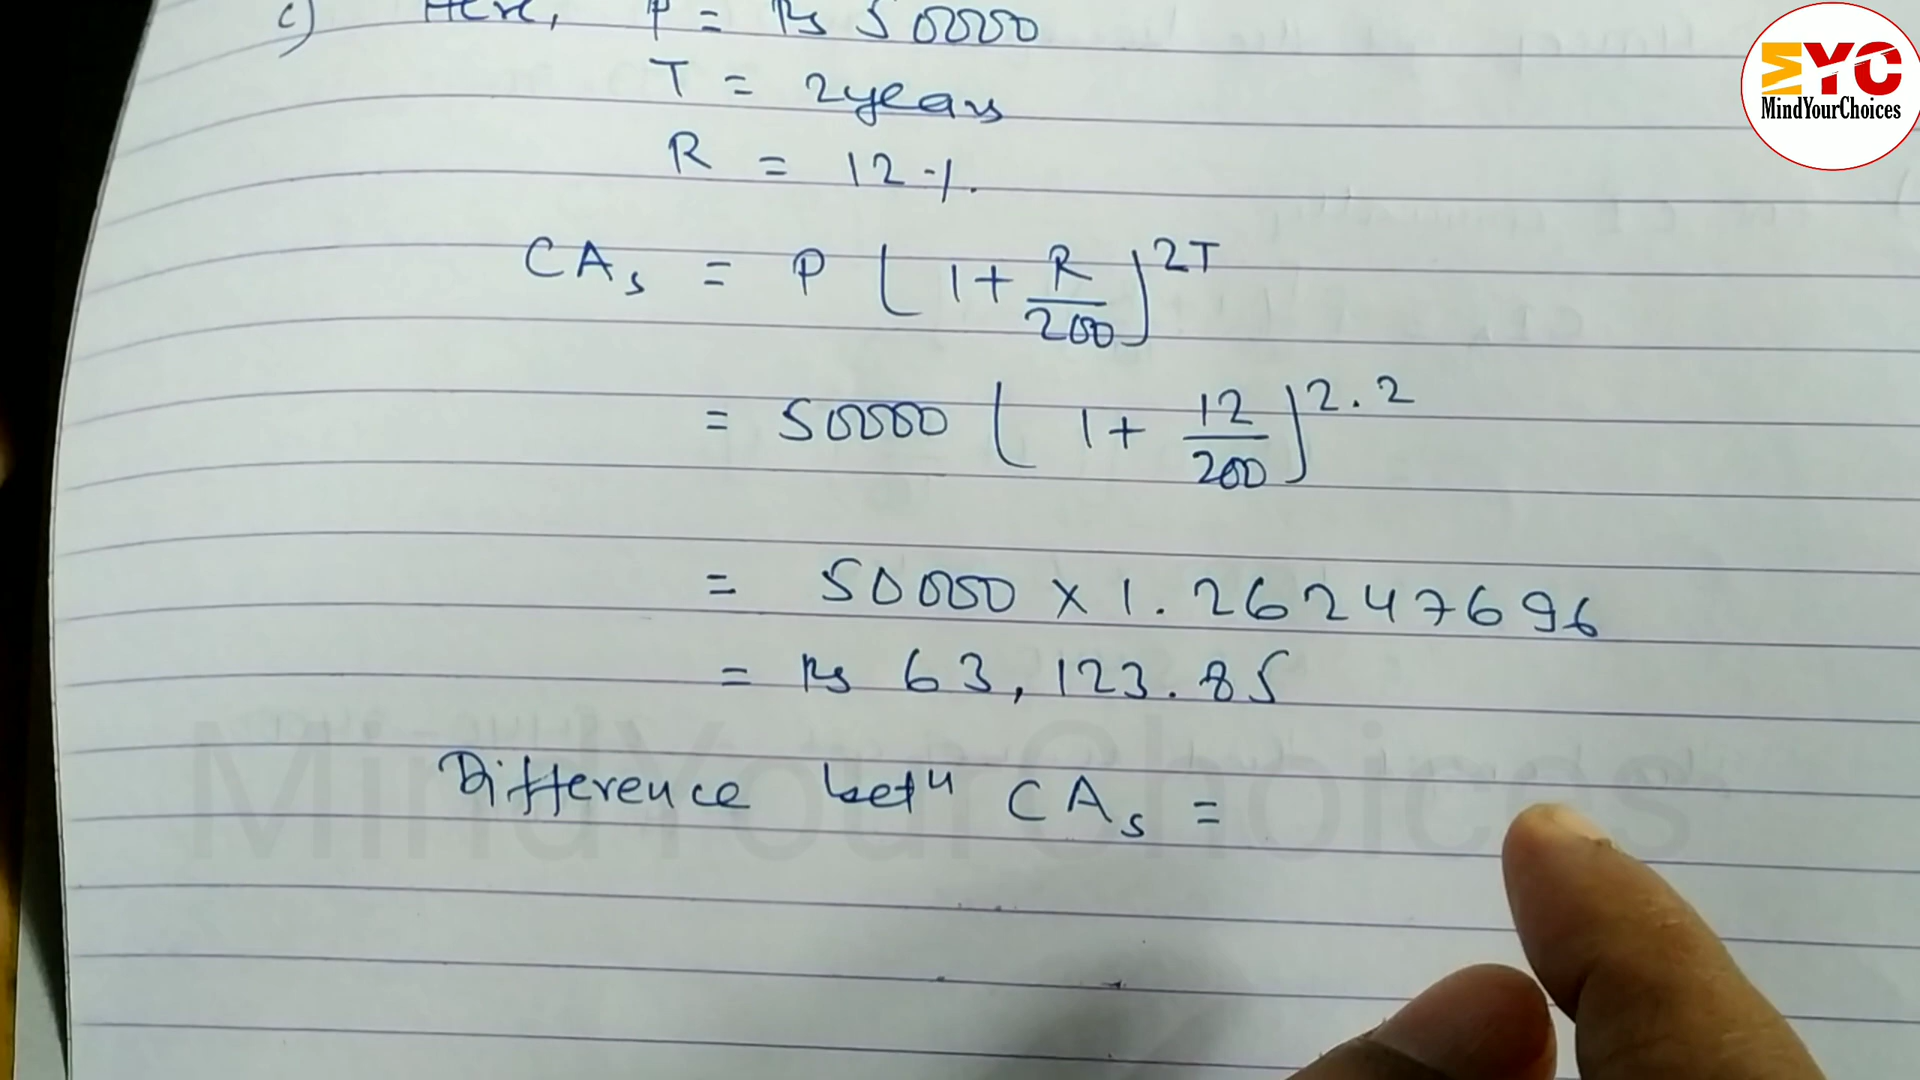 c) Here, P = Rs 50000
T = 2years
R = 12 %.
CAs = P [1 + R/200]^2T
= 50000 [1 + 12/200]^2.2
= 50000 × 1.26247696
= Rs 63,123.85
Difference betⁿ CAs =
MYC
MindYourChoices
MindYourChoices